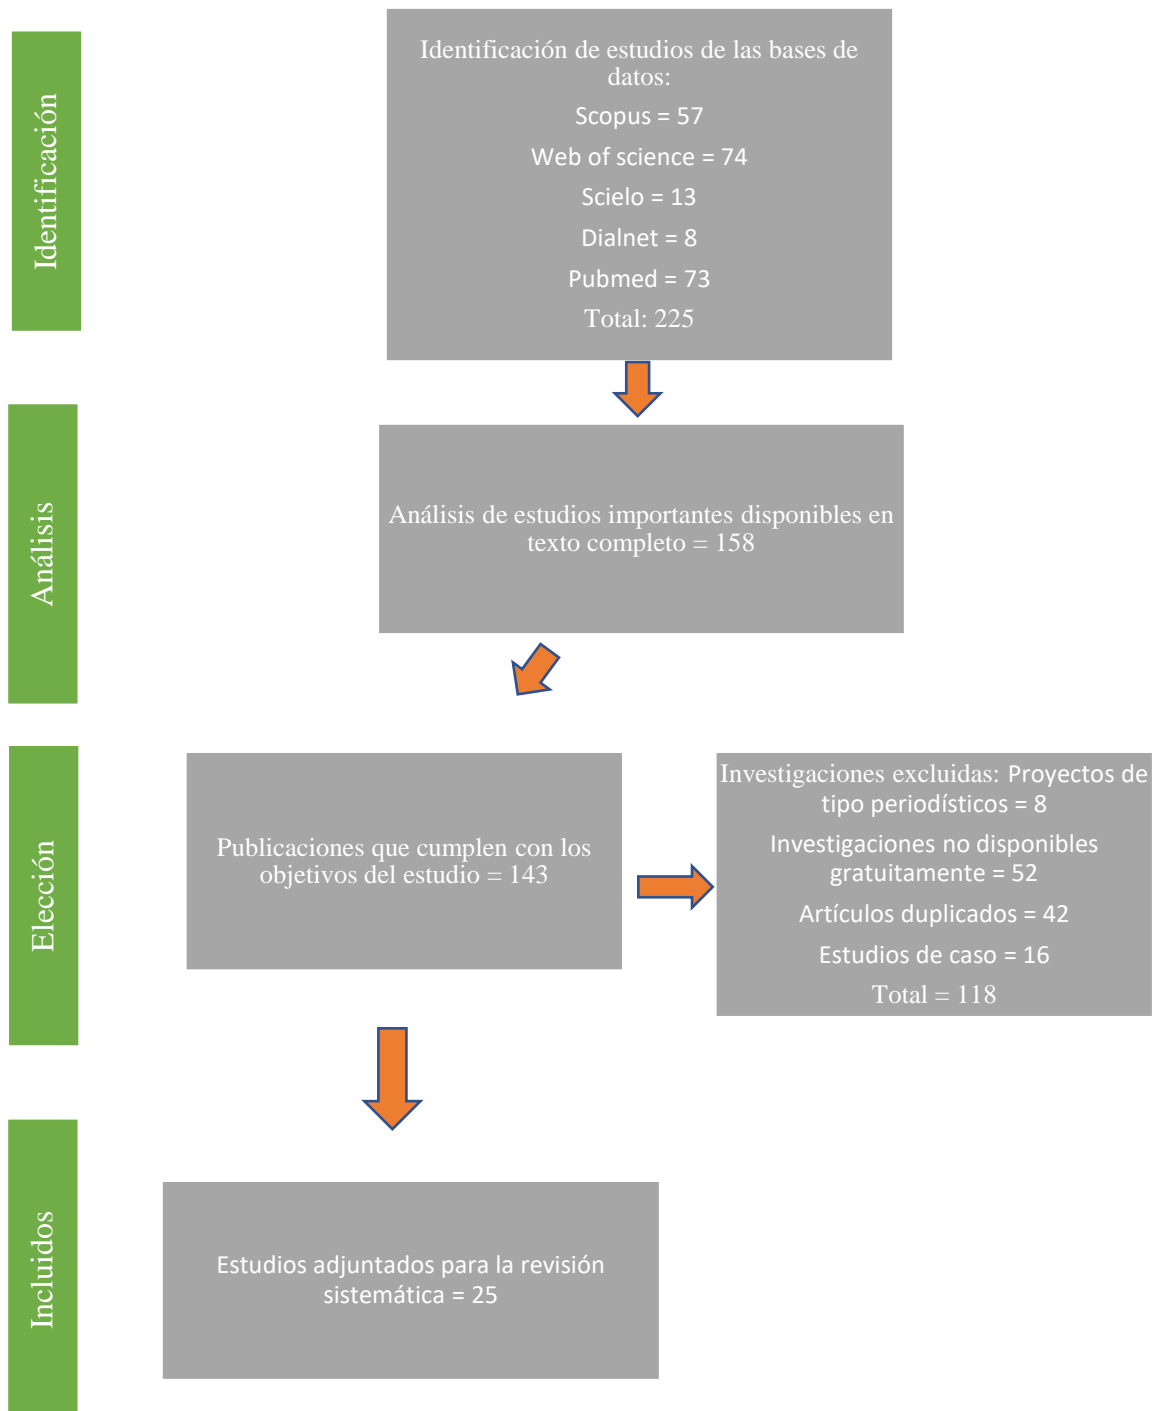 Identificación
Identificación de estudios de las bases de
datos:
Scopus = 57
Web of science = 74
Scielo = 13
Dialnet = 8
Pubmed = 73
Total: 225
Análisis
Análisis de estudios importantes disponibles en
texto completo = 158
Elección
Publicaciones que cumplen con los
objetivos del estudio = 143
Investigaciones excluidas: Proyectos de
tipo periodísticos = 8
Investigaciones no disponibles
gratuitamente = 52
Artículos duplicados = 42
Estudios de caso = 16
Total = 118
Incluidos
Estudios adjuntados para la revisión
sistemática = 25